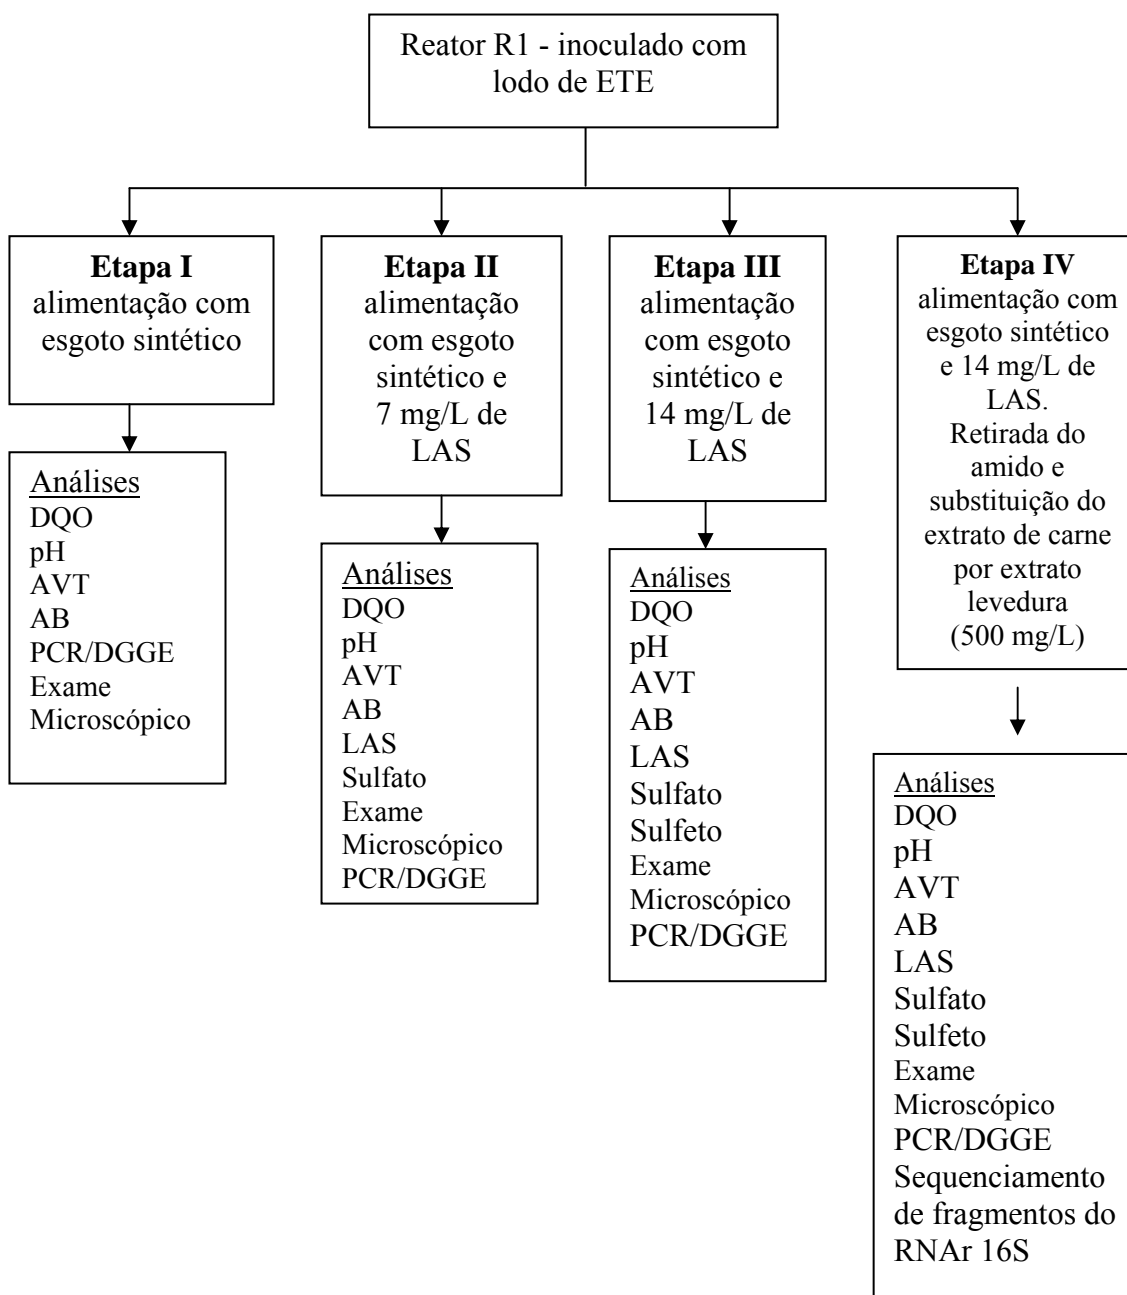 Reator R1 - inoculado com
lodo de ETE
Etapa I
alimentação com
esgoto sintético
Análises
DQO
pH
AVT
AB
PCR/DGGE
Exame
Microscópico
Etapa II
alimentação
com esgoto
sintético e
7 mg/L de
LAS
Análises
DQO
pH
AVT
AB
LAS
Sulfato
Exame
Microscópico
PCR/DGGE
Etapa III
alimentação
com esgoto
sintético e
14 mg/L de
LAS
Análises
DQO
pH
AVT
AB
LAS
Sulfato
Sulfeto
Exame
Microscópico
PCR/DGGE
Etapa IV
alimentação com
esgoto sintético
e 14 mg/L de
LAS.
Retirada do
amido e
substituição do
extrato de carne
por extrato
levedura
(500 mg/L)
Análises
DQO
pH
AVT
AB
LAS
Sulfato
Sulfeto
Exame
Microscópico
PCR/DGGE
Sequenciamento
de fragmentos do
RNAr 16S